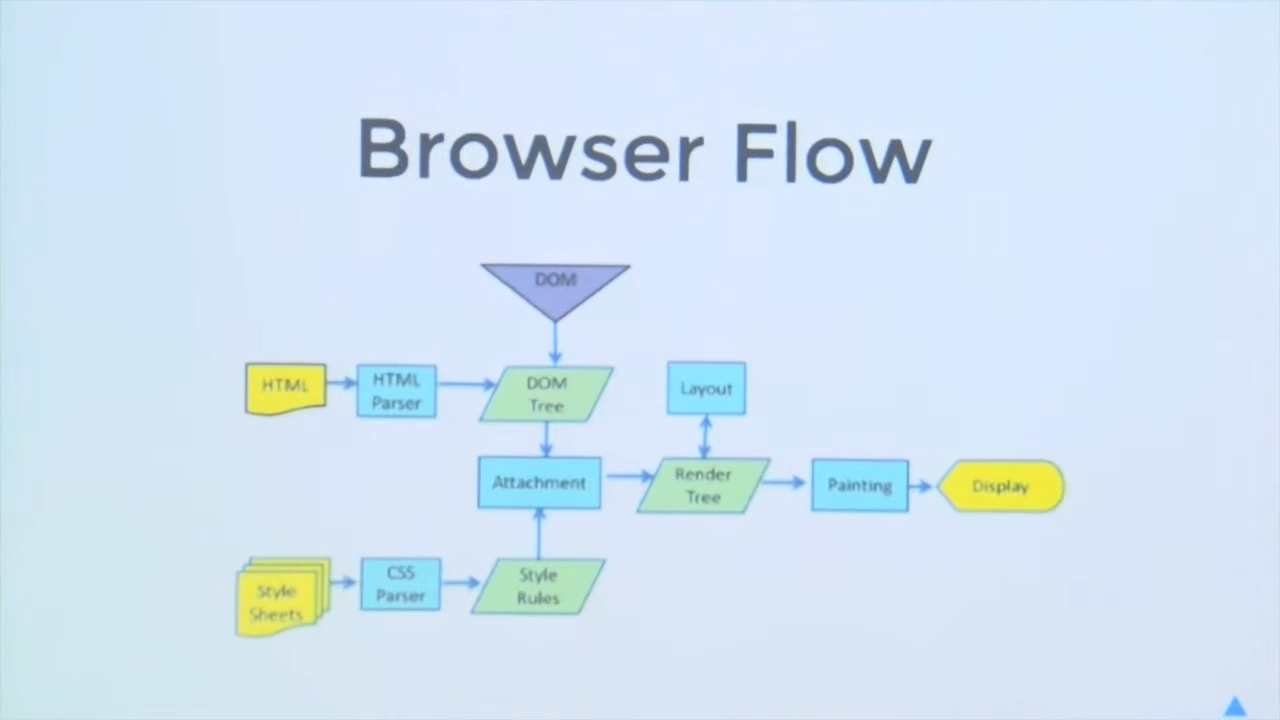 Browser Flow
DOM
HTML
HTML
Parser
DOM
Tree
Layout
Attachment
Render
Tree
Painting
Display
Style
Sheets
CSS
Parser
Style
Rules